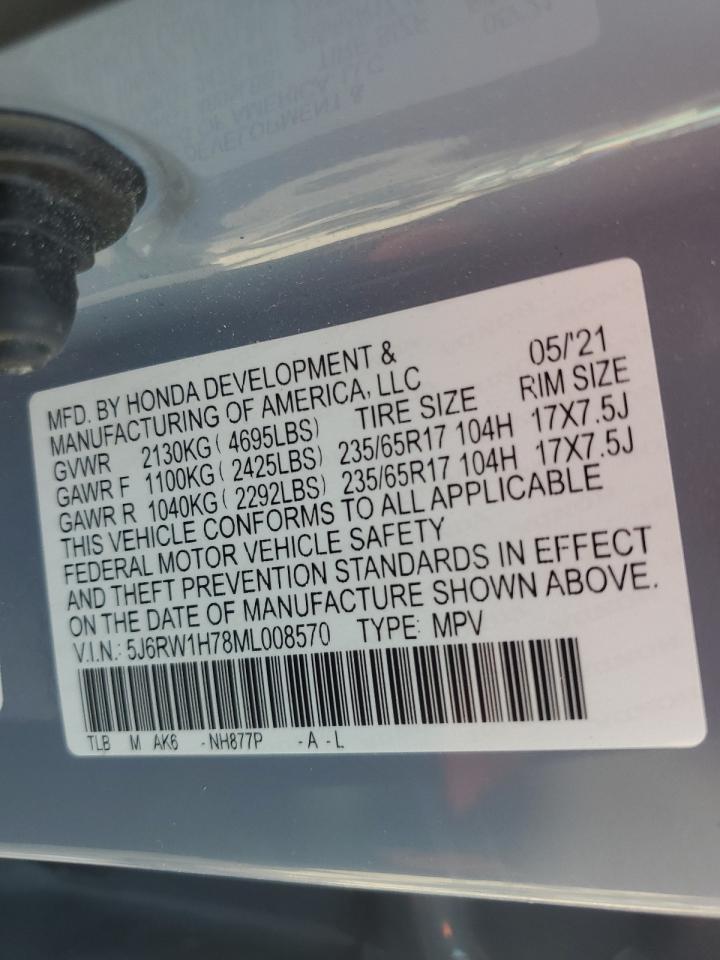 MFD. BY HONDA DEVELOPMENT & 05/'21
MANUFACTURING OF AMERICA, LLC
GVWR 2130KG ( 4695LBS) TIRE SIZE RIM SIZE
GAWR F 1100KG ( 2425LBS) 235/65R17 104H 17X7.5J
GAWR R 1040KG ( 2292LBS) 235/65R17 104H 17X7.5J
THIS VEHICLE CONFORMS TO ALL APPLICABLE
FEDERAL MOTOR VEHICLE SAFETY
AND THEFT PREVENTION STANDARDS IN EFFECT
ON THE DATE OF MANUFACTURE SHOWN ABOVE.
V.I.N.: 5J6RW1H78ML008570 TYPE: MPV
TLB M AK6 -NH877P -A -L